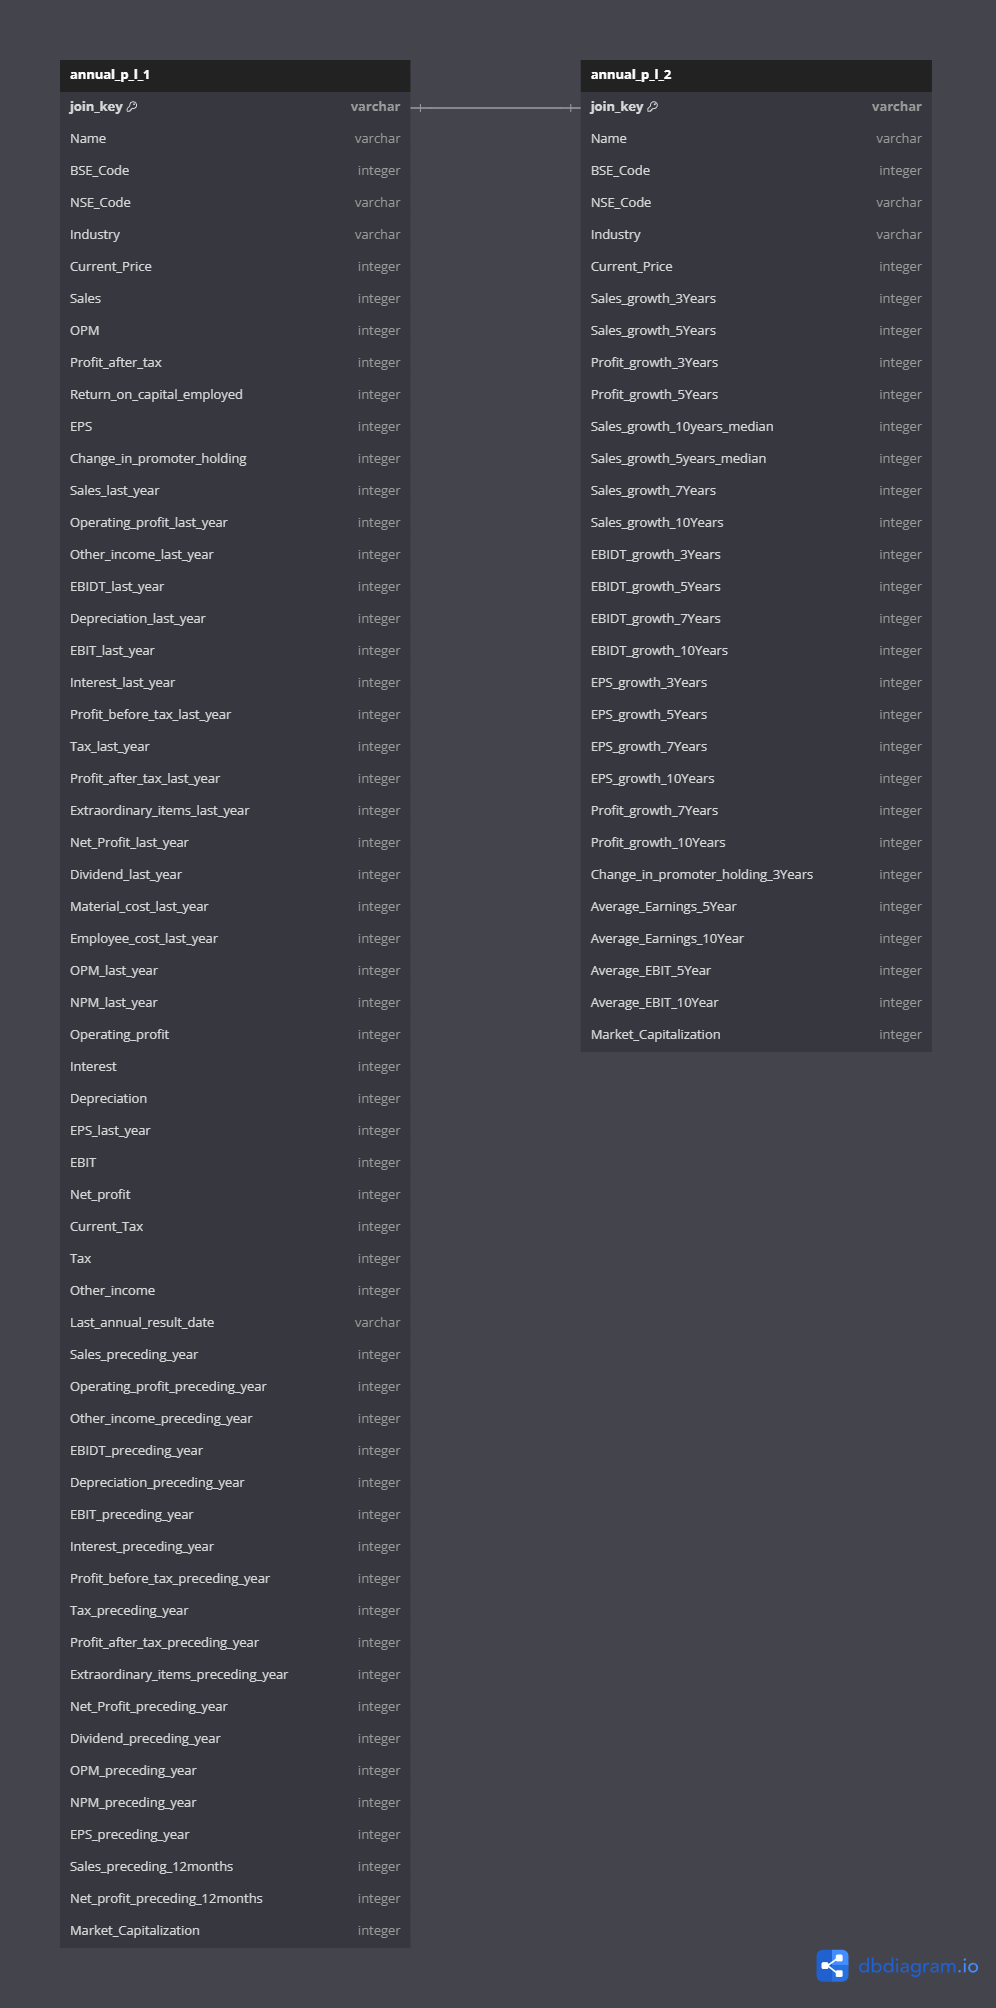 annual_p_l_1
join_key varchar
Name varchar
BSE_Code integer
NSE_Code varchar
Industry varchar
Current_Price integer
Sales integer
OPM integer
Profit_after_tax integer
Return_on_capital_employed integer
EPS integer
Change_in_promoter_holding integer
Sales_last_year integer
Operating_profit_last_year integer
Other_income_last_year integer
EBIDT_last_year integer
Depreciation_last_year integer
EBIT_last_year integer
Interest_last_year integer
Profit_before_tax_last_year integer
Tax_last_year integer
Profit_after_tax_last_year integer
Extraordinary_items_last_year integer
Net_Profit_last_year integer
Dividend_last_year integer
Material_cost_last_year integer
Employee_cost_last_year integer
OPM_last_year integer
NPM_last_year integer
Operating_profit integer
Interest integer
Depreciation integer
EPS_last_year integer
EBIT integer
Net_profit integer
Current_Tax integer
Tax integer
Other_income integer
Last_annual_result_date varchar
Sales_preceding_year integer
Operating_profit_preceding_year integer
Other_income_preceding_year integer
EBIDT_preceding_year integer
Depreciation_preceding_year integer
EBIT_preceding_year integer
Interest_preceding_year integer
Profit_before_tax_preceding_year integer
Tax_preceding_year integer
Profit_after_tax_preceding_year integer
Extraordinary_items_preceding_year integer
Net_Profit_preceding_year integer
Dividend_preceding_year integer
OPM_preceding_year integer
NPM_preceding_year integer
EPS_preceding_year integer
Sales_preceding_12months integer
Net_profit_preceding_12months integer
Market_Capitalization integer
annual_p_l_2
join_key varchar
Name varchar
BSE_Code integer
NSE_Code varchar
Industry varchar
Current_Price integer
Sales_growth_3Years integer
Sales_growth_5Years integer
Profit_growth_3Years integer
Profit_growth_5Years integer
Sales_growth_10years_median integer
Sales_growth_5years_median integer
Sales_growth_7Years integer
Sales_growth_10Years integer
EBIDT_growth_3Years integer
EBIDT_growth_5Years integer
EBIDT_growth_7Years integer
EBIDT_growth_10Years integer
EPS_growth_3Years integer
EPS_growth_5Years integer
EPS_growth_7Years integer
EPS_growth_10Years integer
Profit_growth_7Years integer
Profit_growth_10Years integer
Change_in_promoter_holding_3Years integer
Average_Earnings_5Year integer
Average_Earnings_10Year integer
Average_EBIT_5Year integer
Average_EBIT_10Year integer
Market_Capitalization integer
dbdiagram.io